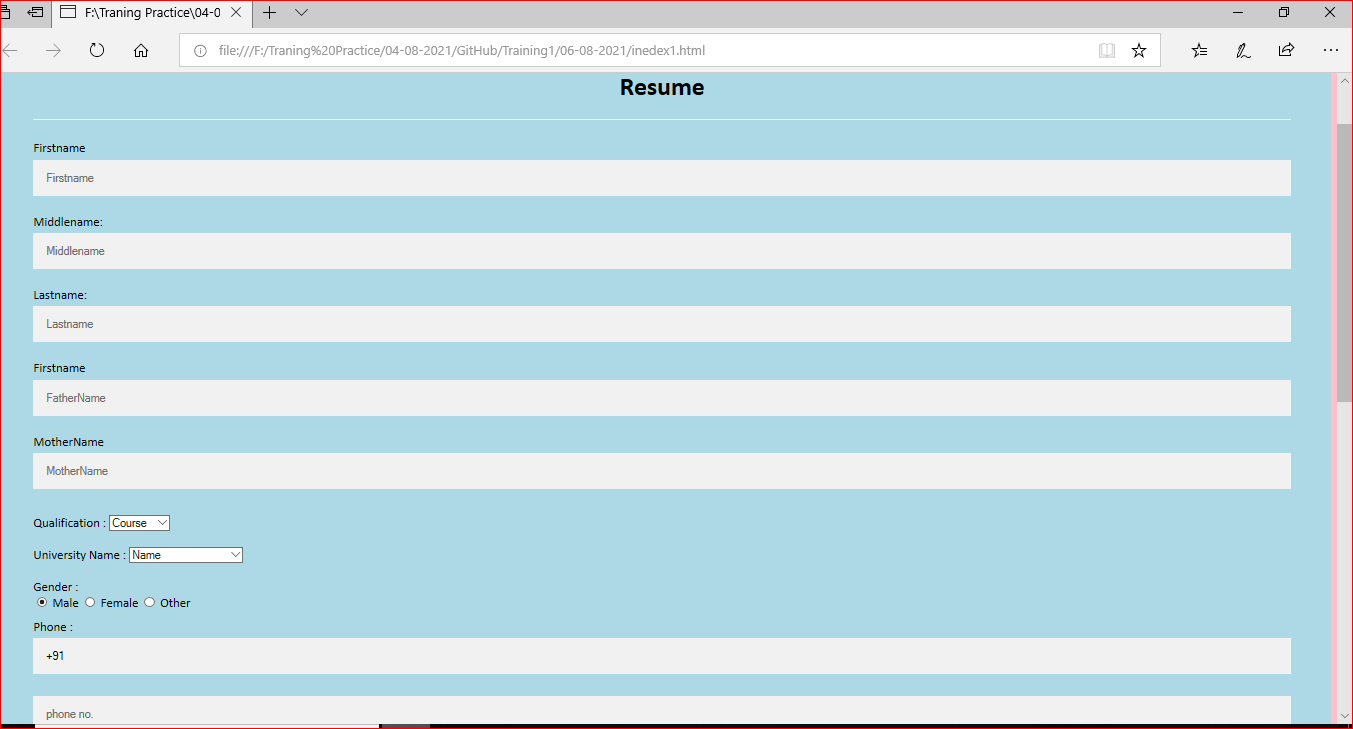 F:\Traning Practice\04-0
file:///F:/Traning%20Practice/04-08-2021/GitHub/Training1/06-08-2021/inedex1.html
Resume
Firstname
Firstname
Middlename:
Middlename
Lastname:
Lastname
Firstname
FatherName
MotherName
MotherName
Qualification : Course
University Name : Name
Gender :
Male Female Other
Phone :
+91
phone no.